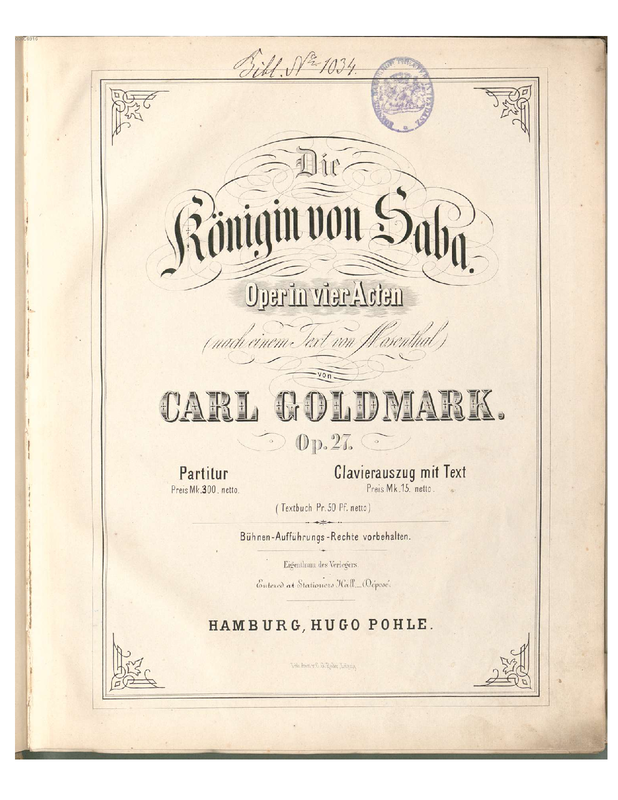 Bibl. No 1034.
Die
Königin von Saba.
Oper in vier Acten
(nach einem Text von Mosenthal)
von
CARL GOLDMARK.
Op. 27.
Partitur
Preis Mk. 300. netto.
Clavierauszug mit Text
Preis Mk. 15. netto.
(Textbuch Pr. 50 Pf. netto)
Bühnen-Aufführungs-Rechte vorbehalten.
Eigenthum des Verlegers
Entered at Stationers Hall _ (Déposé.
HAMBURG, HUGO POHLE.